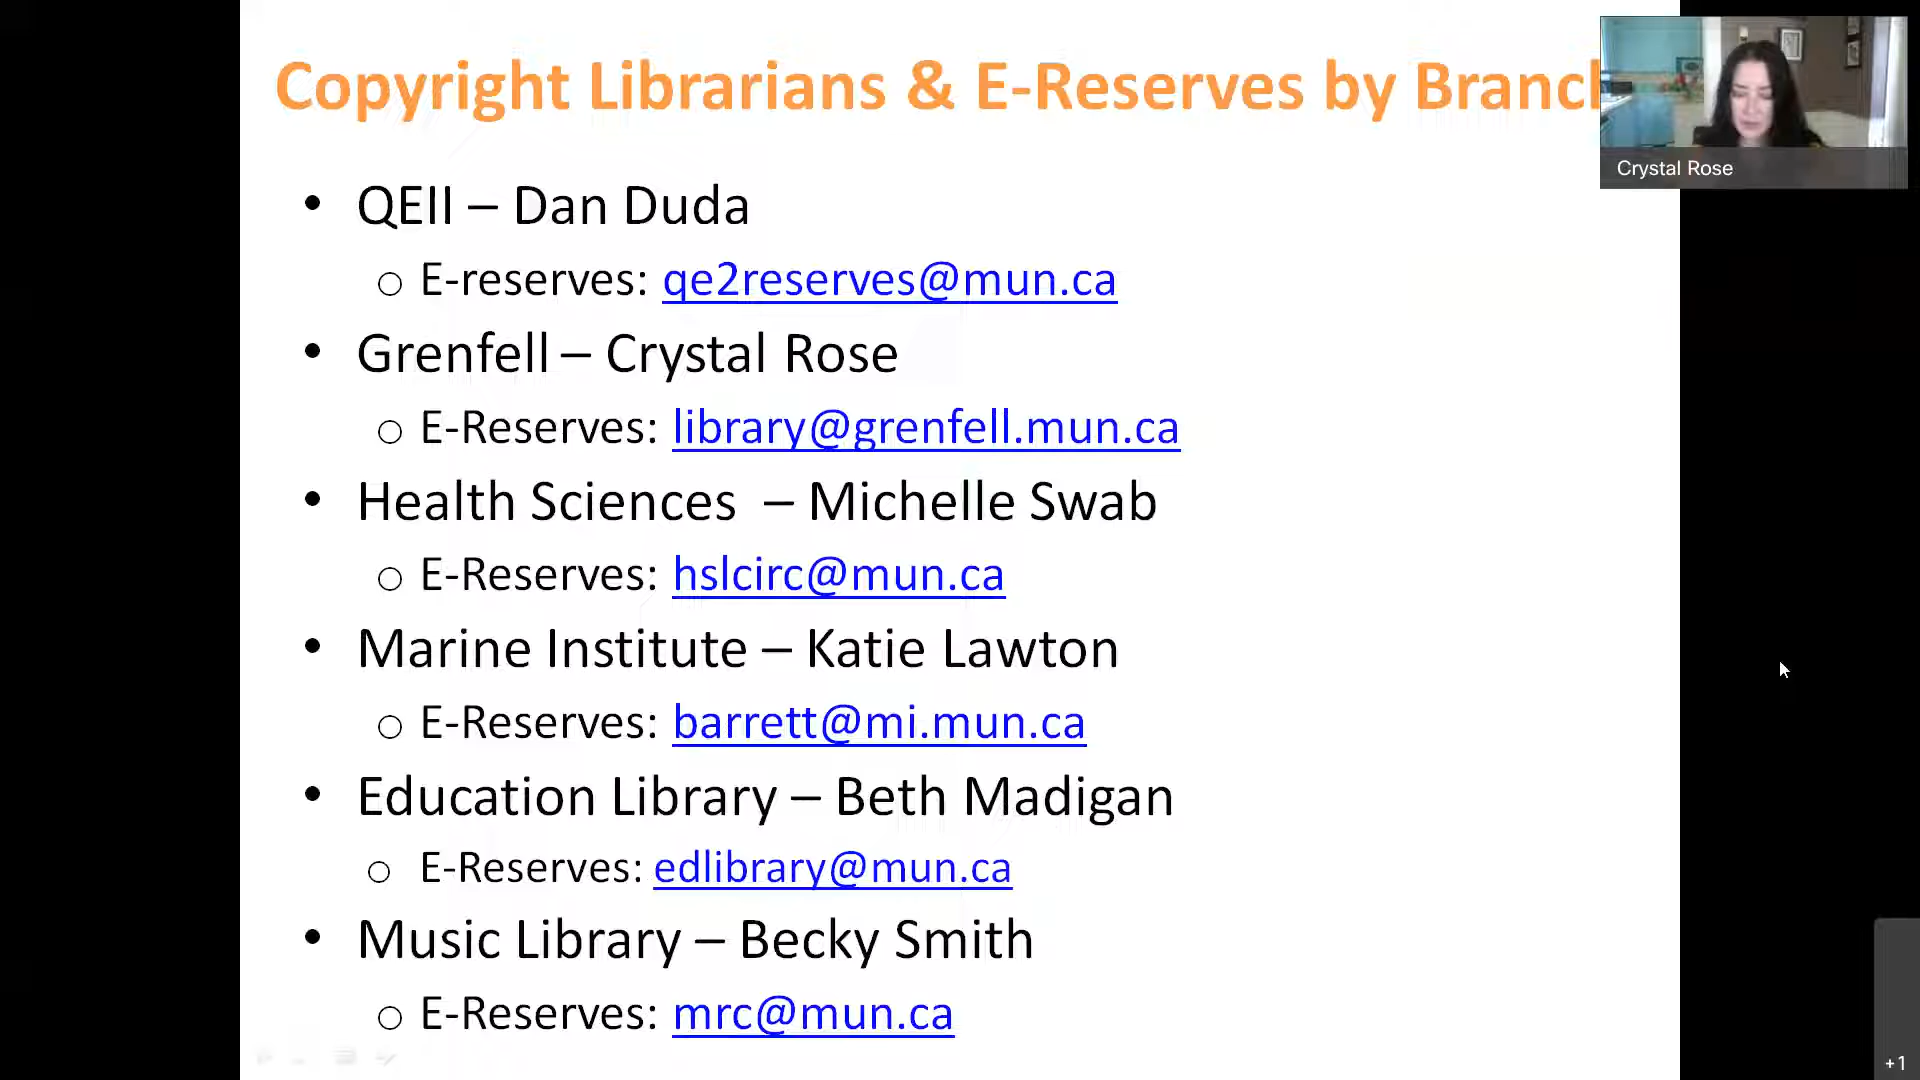 Copyright Librarians & E-Reserves by Branch
Crystal Rose
• QEII – Dan Duda
o E-reserves: qe2reserves@mun.ca
• Grenfell – Crystal Rose
o E-Reserves: library@grenfell.mun.ca
• Health Sciences – Michelle Swab
o E-Reserves: hslcirc@mun.ca
• Marine Institute – Katie Lawton
o E-Reserves: barrett@mi.mun.ca
• Education Library – Beth Madigan
o E-Reserves: edlibrary@mun.ca
• Music Library – Becky Smith
o E-Reserves: mrc@mun.ca
+1